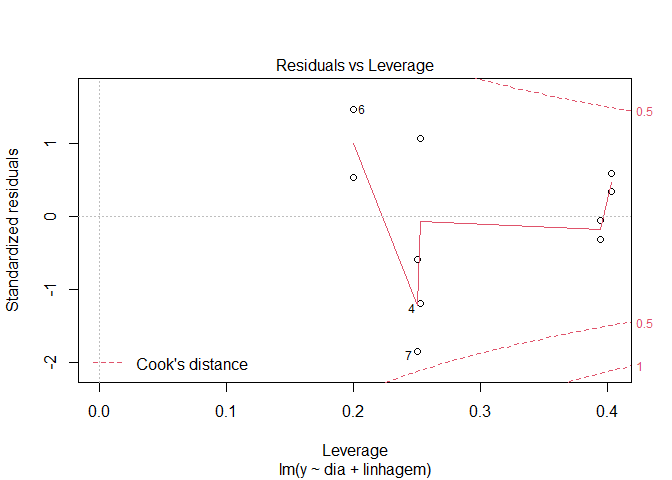 Residuals vs Leverage
Standardized residuals
1
0
-1
-2
6
4
7
0.5
0.5
1
Cook's distance
0.0 0.1 0.2 0.3 0.4
Leverage
lm(y ~ dia + linhagem)